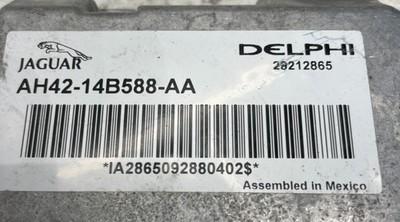 JAGUAR
DELPHI
28212865
AH42-14B588-AA
*IA2865092880402$*
Assembled in Mexico